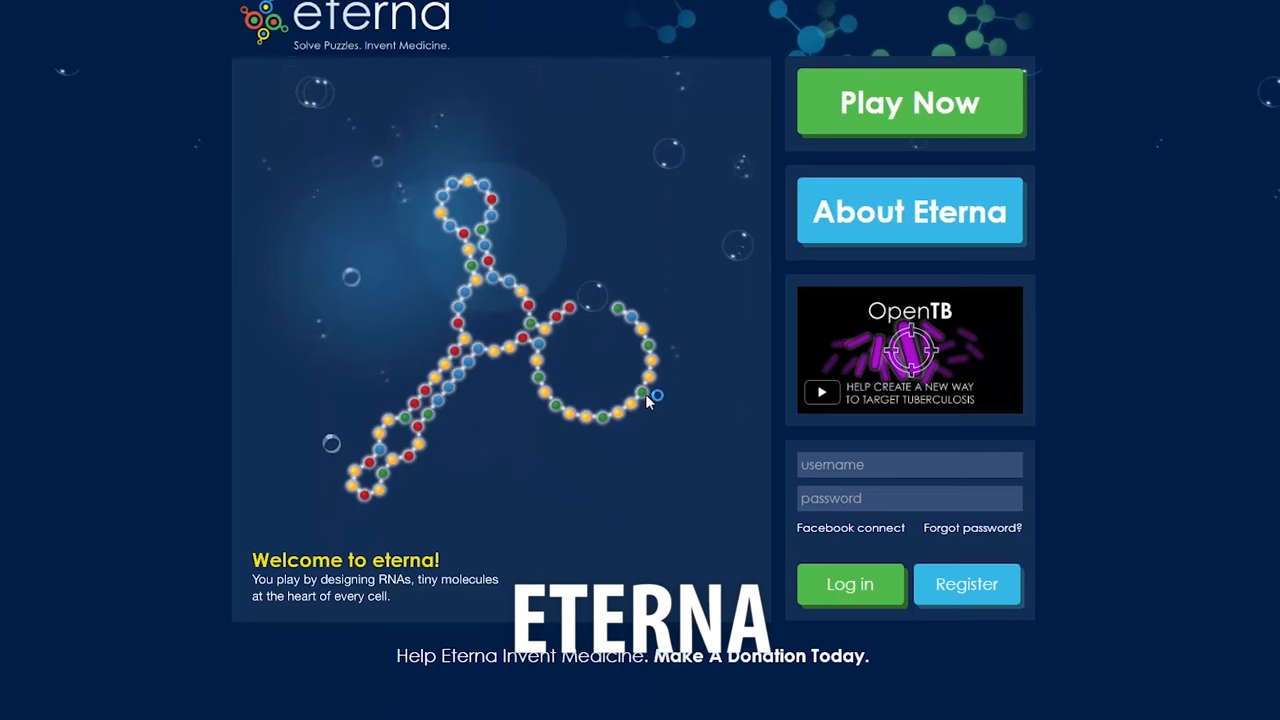 eterna
Solve Puzzles. Invent Medicine.
Play Now
About Eterna
OpenTB
HELP CREATE A NEW WAY
TO TARGET TUBERCULOSIS
username
password
Facebook connect Forgot password?
Log in Register
Welcome to eterna!
You play by designing RNAs, tiny molecules
at the heart of every cell.
ETERNA
Help Eterna Invent Medicine. Make A Donation Today.